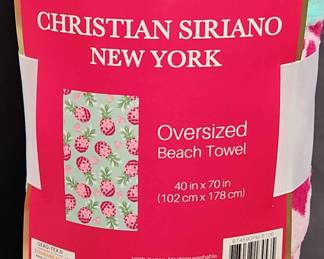 CHRISTIAN SIRIANO
NEW YORK
Oversized
Beach Towel
40 in x 70 in
(102 cm x 178 cm)